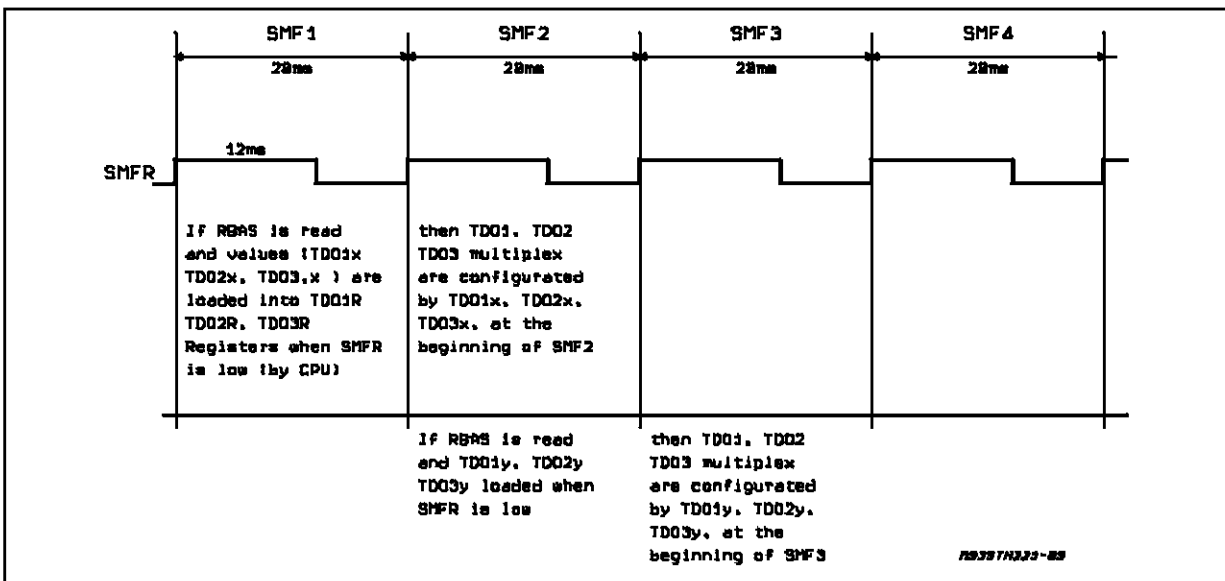 SMF1 SMF2 SMF3 SMF4
20ms 20ms 20ms 20ms
12ms
SMFR
If RBAS is read
and values (TDO1x
TDO2x, TDO3,x ) are
loaded into TDO1R
TDO2R, TDO3R
Registers when SMFR
is low (by CPU)
then TDO1, TDO2
TDO3 multiplex
are configurated
by TDO1x, TDO2x,
TDO3x, at the
beginning of SMF2
If RBAS is read
and TDO1y, TDO2y
TDO3y loaded when
SMFR is low
then TDO1, TDO2
TDO3 multiplex
are configurated
by TDO1y, TDO2y,
TDO3y, at the
beginning of SMF3